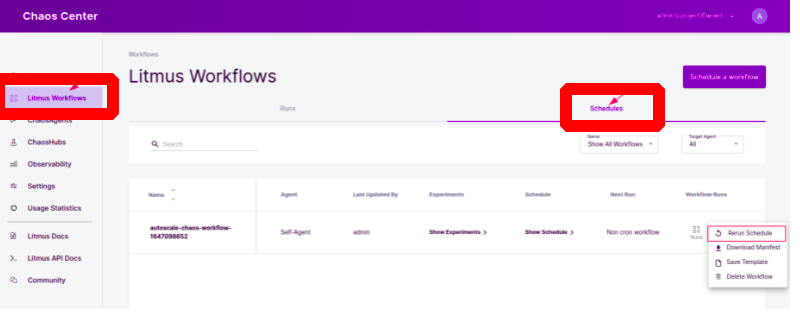 Chaos Center
admin's project(Owner)
A
Workflows
Litmus Workflows
Schedule a workflow
Litmus Workflows
ChaosAgents
ChaosHubs
Observability
Settings
Usage Statistics
Litmus Docs
Litmus API Docs
Community
Runs
Schedules
Search
Name
Show All Workflows
Target Agent
All
Name
Agent
Last Updated By
Experiments
Schedule
Next Run
Workflow Runs
autoscale-chaos-workflow-
1647098652
Self-Agent
admin
Show Experiments
Show Schedule
Non cron workflow
Runs
Rerun Schedule
Download Manifest
Save Template
Delete Workflow